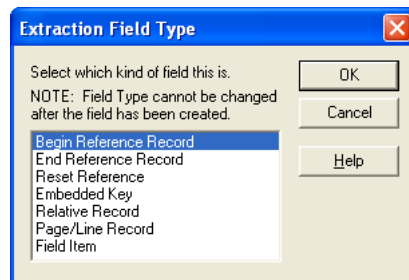 Extraction Field Type
Select which kind of field this is.
NOTE: Field Type cannot be changed
after the field has been created.
Begin Reference Record
End Reference Record
Reset Reference
Embedded Key
Relative Record
Page/Line Record
Field Item
OK
Cancel
Help